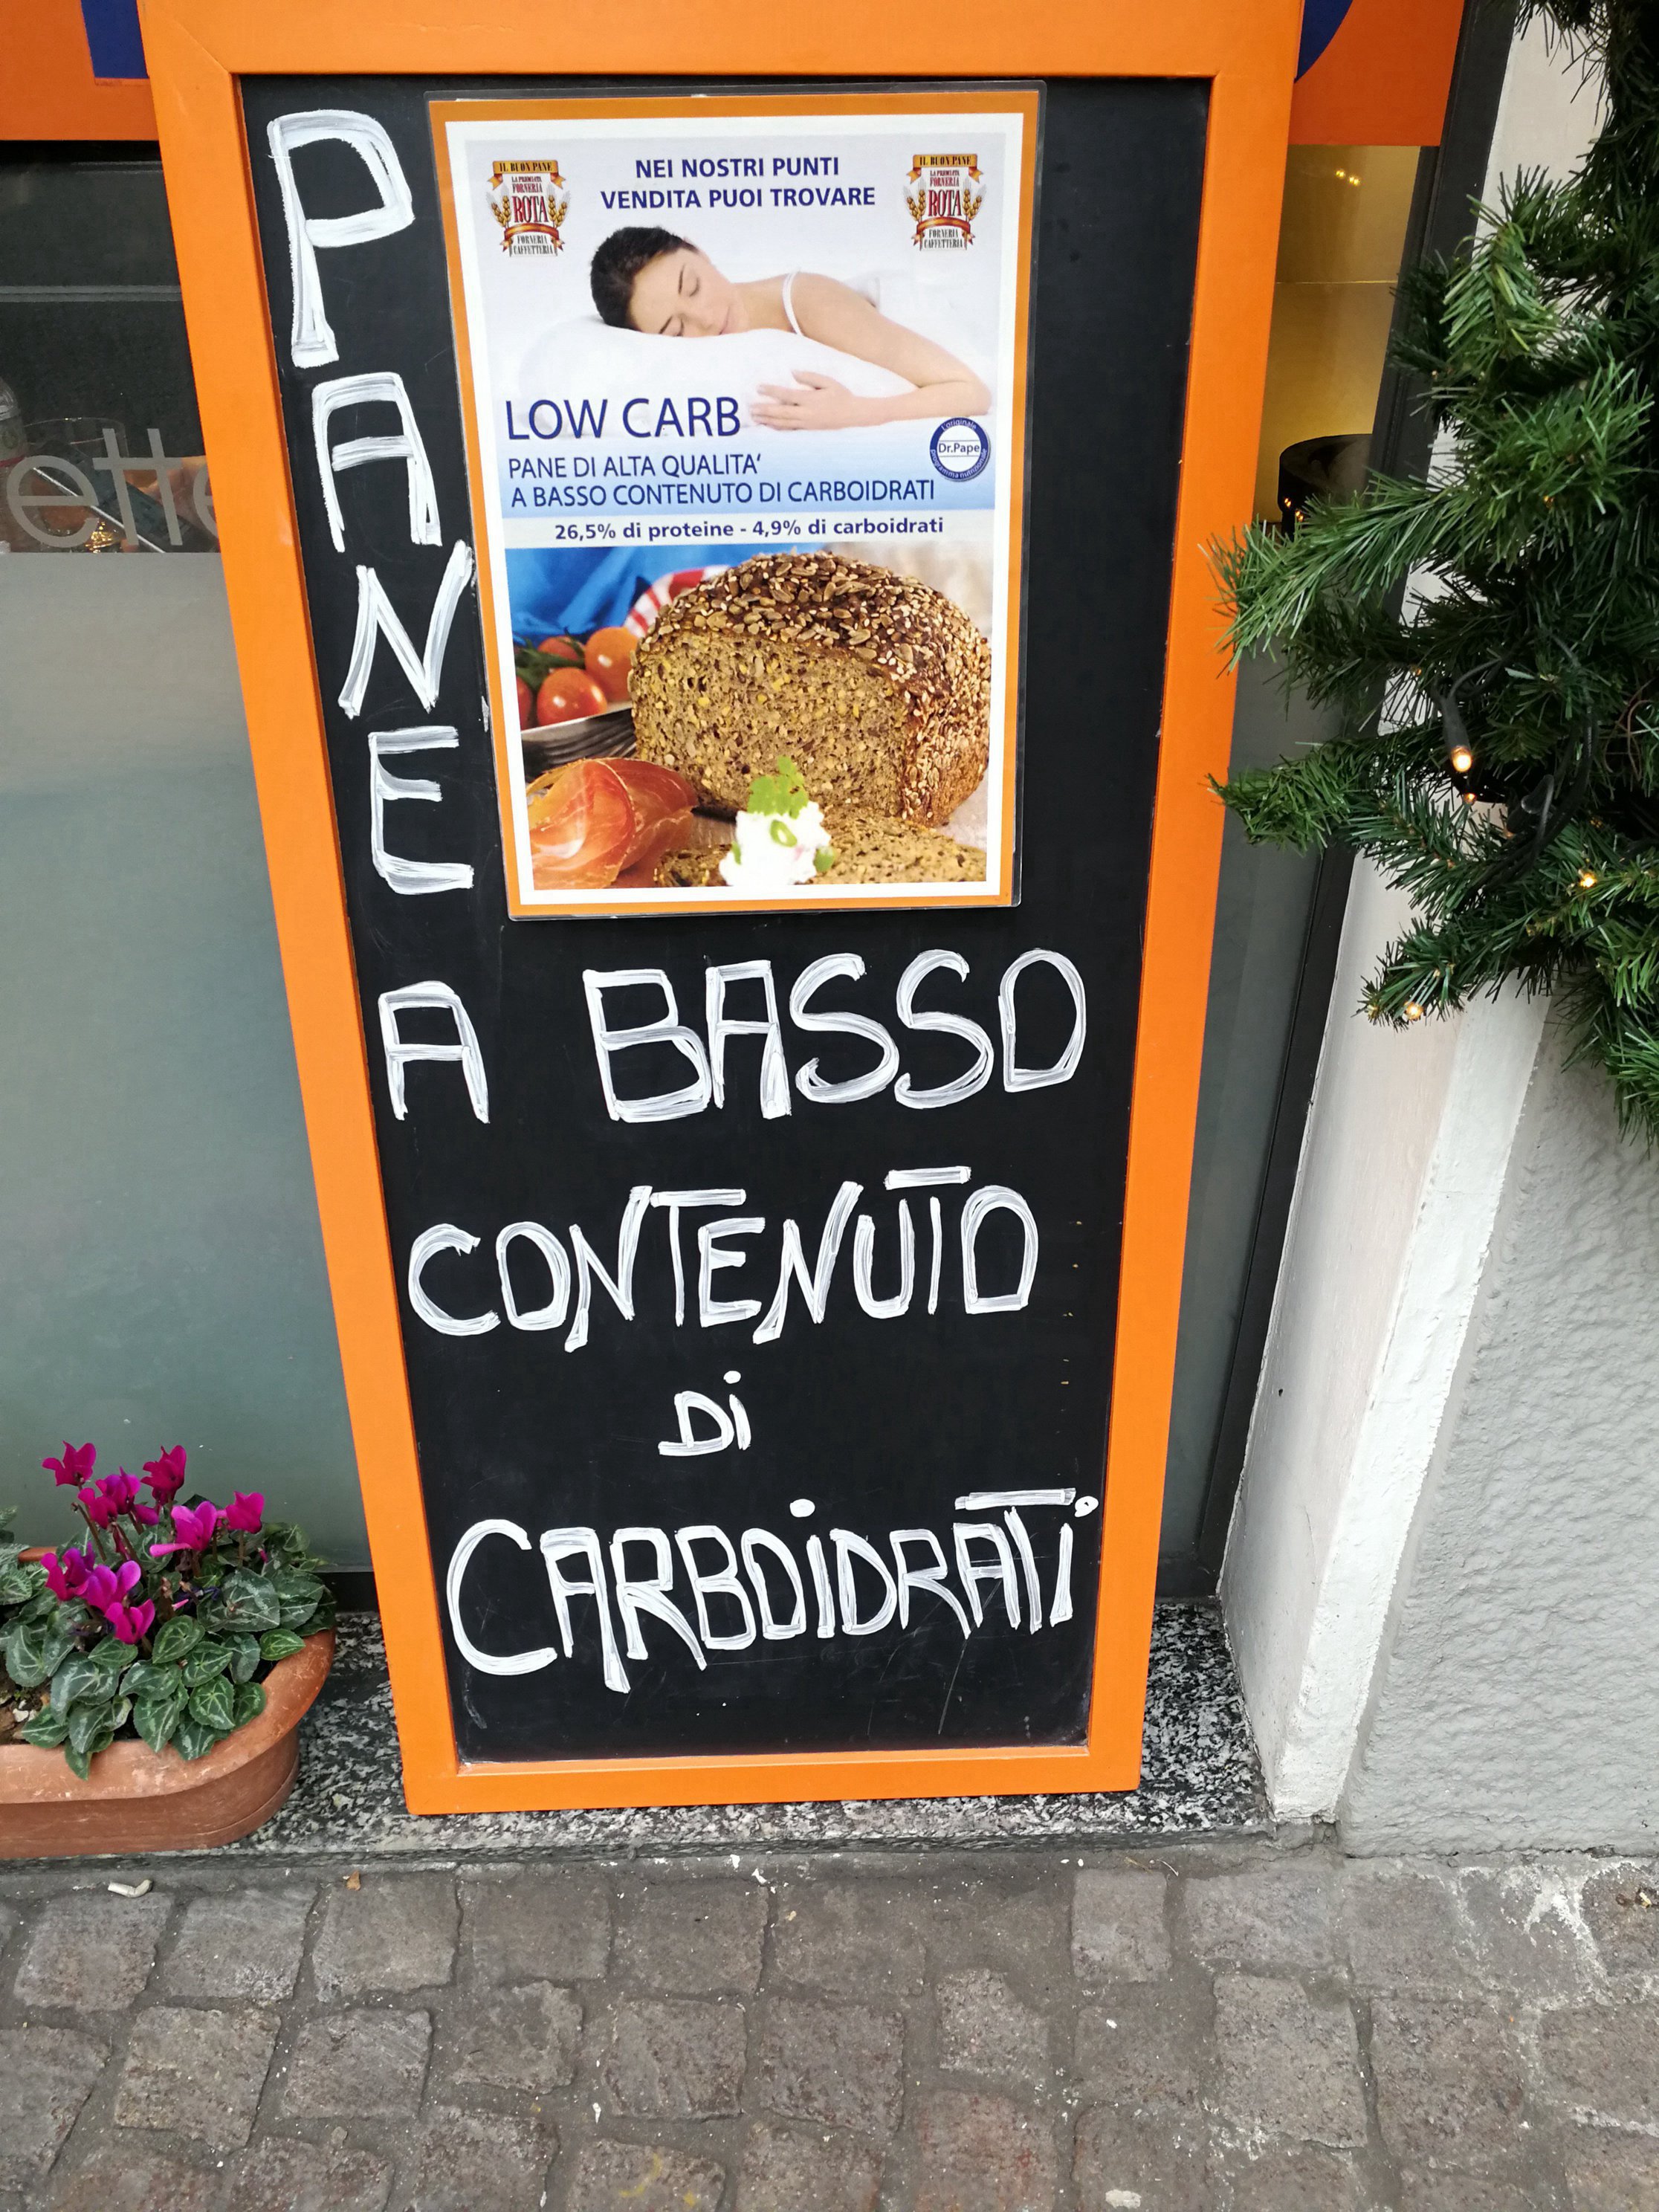 PANE
IL BUON PANE
LA PREMIATA
FORNERIA
ROTA
FORNERIA
CAFFETTERIA
NEI NOSTRI PUNTI
VENDITA PUOI TROVARE
IL BUON PANE
LA PREMIATA
FORNERIA
ROTA
FORNERIA
CAFFETTERIA
LOW CARB
L'originale
Dr.Pape
programma nutrizionale
PANE DI ALTA QUALITA'
A BASSO CONTENUTO DI CARBOIDRATI
26,5% di proteine - 4,9% di carboidrati
A BASSO
CONTENUTO
Di
CARBOiDRATi
ette